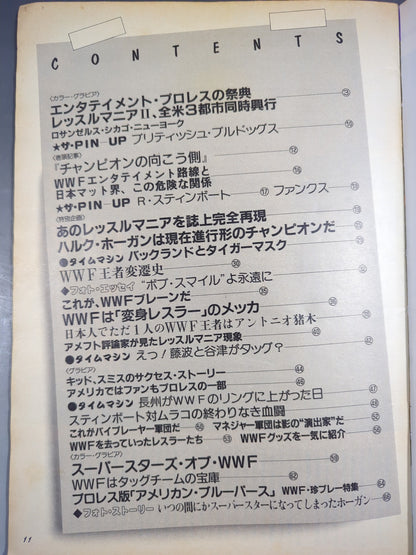 CONTENTS
〈カラー・グラビア〉
エンタテイメント・プロレスの祭典
レッスルマニアⅡ、全米3都市同時興行 ③
ロサンゼルス・シカゴ・ニューヨーク
★ザ・PIN—UP ブリティッシュ・ブルドッグス
〈巻頭記事〉
『チャンピオンの向こう側』 ⑫
WWFエンタテイメント路線と
日本マット界、この危険な関係
★ザ・PIN—UP R・スティンボート ⑰ ファンクス
〈特別企画〉
あのレッスルマニアを誌上完全再現
ハルク・ホーガンは現在進行形のチャンピオンだ
●タイムマシン バックランドとタイガーマスク
WWF王者変遷史 ㉚
◆フォト・エッセイ “ボブ・スマイル”よ永遠に
これが、WWFブレーンだ ㉟
WWFは「変身レスラー」のメッカ
日本人でただ1人のWWF王者はアントニオ猪木
アメフト評論家が見たレッスルマニア現象 ㊵
●タイムマシン えっ!藤波と谷津がタッグ? ㊷
〈グラビア〉
キッド、スミスのサクセス・ストーリー ㊹
アメリカではファンもプロレスの一部 ㊻
●タイムマシン 長州がWWFのリングに上がった日 ㊼
スティンボート対ムラコの終わりなき血闘
これがバイプレーヤー軍団だ ㊿ マネジャー軍団は影の“演出家”だ
WWFを去っていったレスラーたち 53 WWFグッズを一気に紹介 56
〈カラー・グラビア〉
スーパースターズ・オブ・WWF 59
WWFはタッグチームの宝庫 62
プロレス版「アメリカン・ブルーバース」 WWF・珍プレー特集 64
◆フォト・ストーリー いつの間にかスーパースターになってしまったホーガン 66
11